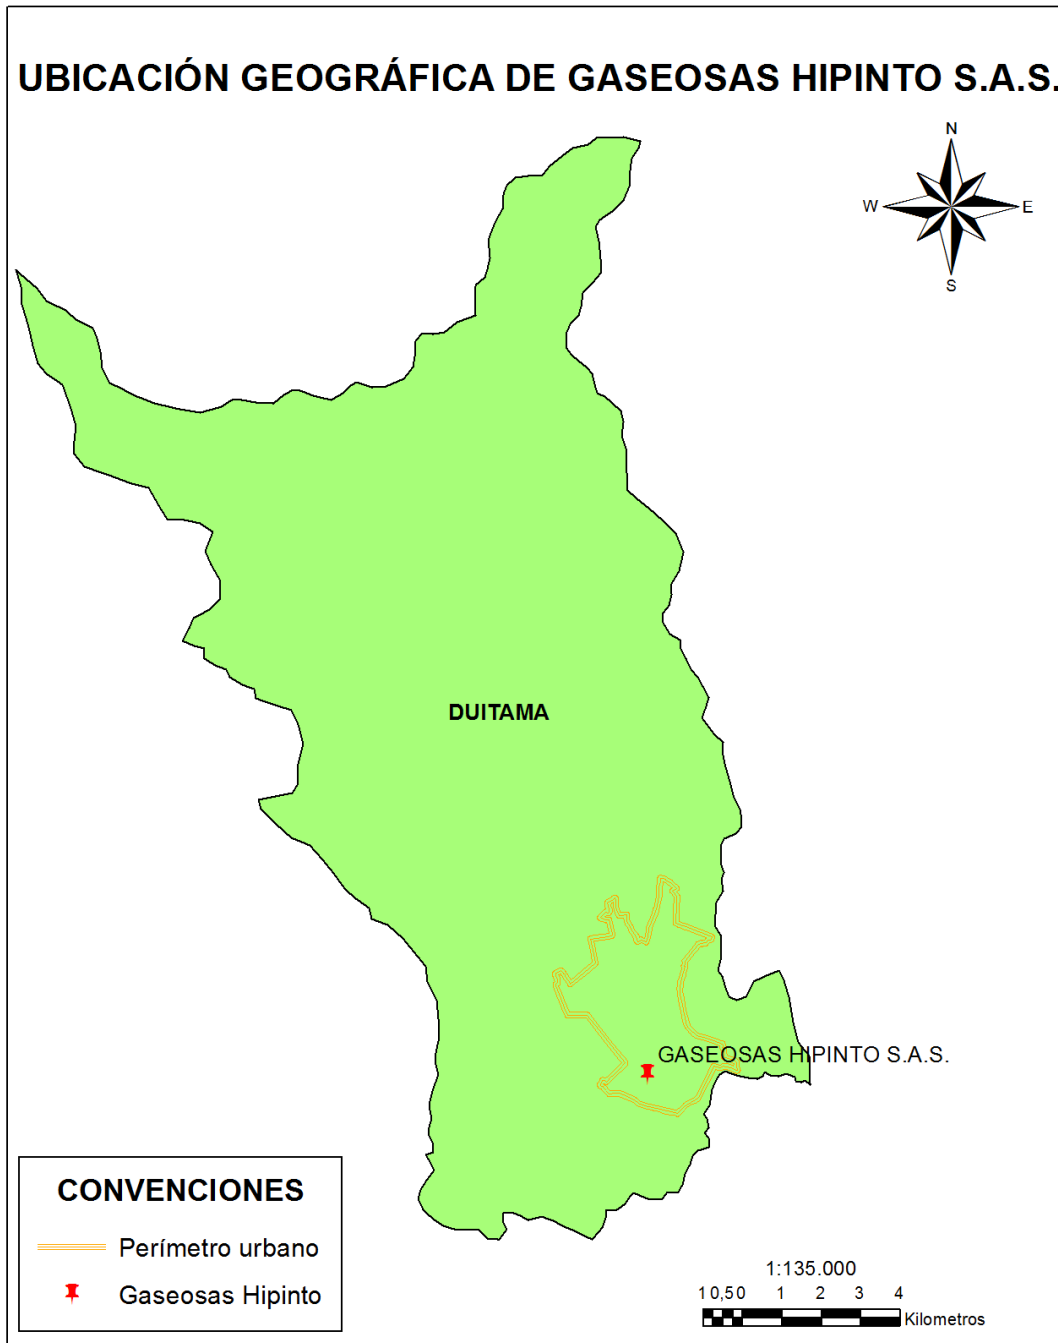 UBICACIÓN GEOGRÁFICA DE GASEOSAS HIPINTO S.A.S.
N
W E
S
DUITAMA
GASEOSAS HIPINTO S.A.S.
CONVENCIONES
Perímetro urbano
Gaseosas Hipinto
1:135.000
1 0,5 0 1 2 3 4
Kilometros